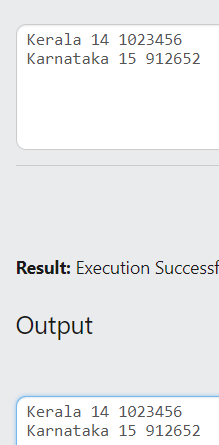 Kerala 14 1023456
Karnataka 15 912652
Result: Execution Successf
Output
Kerala 14 1023456
Karnataka 15 912652